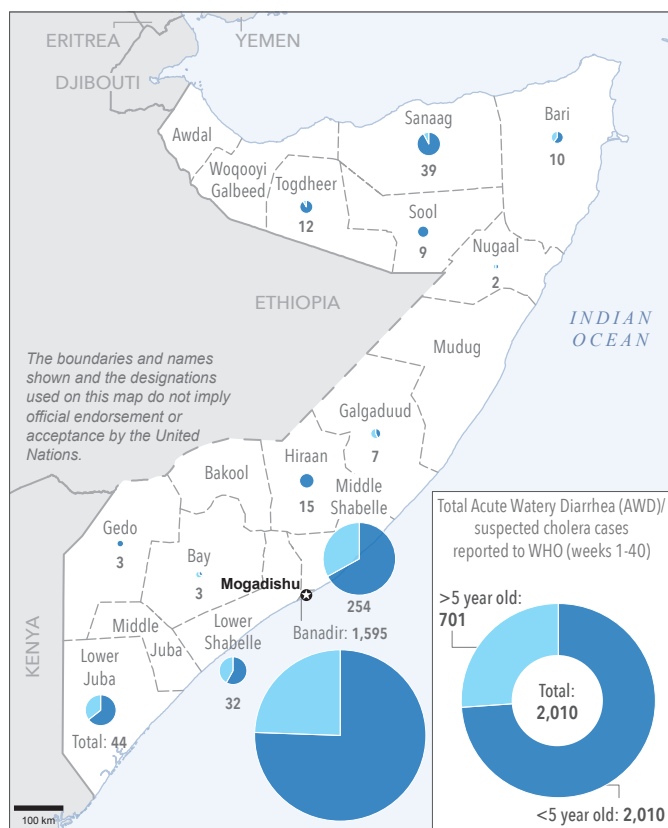 ERITREA
YEMEN
DJIBOUTI
Awdal
Woqooyi
Galbeed
Togdheer
12
Sanaag
39
Bari
10
Sool
9
Nugaal
2
ETHIOPIA
INDIAN
OCEAN
Mudug
The boundaries and names
shown and the designations
used on this map do not imply
official endorsement or
acceptance by the United
Nations.
Galgaduud
7
Hiraan
15
Bakool
Middle
Shabelle
254
Gedo
3
Bay
3
Mogadishu
Banadir: 1,595
Lower
Shabelle
32
Middle
Juba
Lower
Juba
Total: 44
KENYA
100 km
Total Acute Watery Diarrhea (AWD)/
suspected cholera cases
reported to WHO (weeks 1-40)
>5 year old:
701
Total:
2,010
<5 year old: 2,010